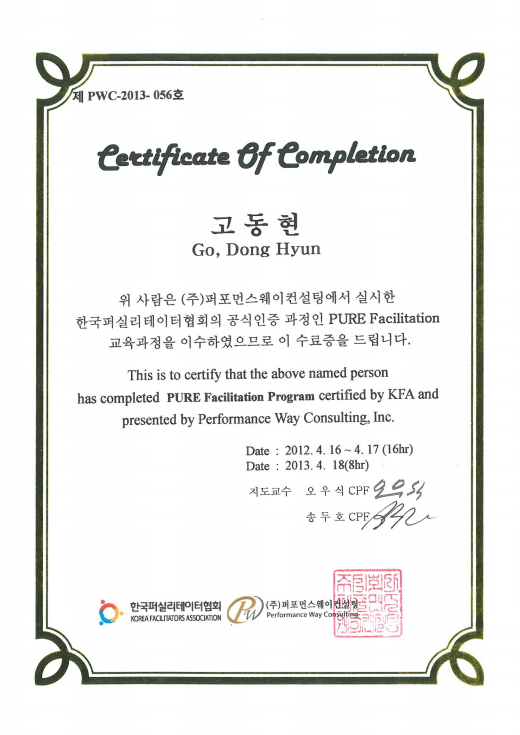 제 PWC-2013- 056호
Certificate Of Completion
고 동 현
Go, Dong Hyun
위 사람은 (주)퍼포먼스웨이컨설팅에서 실시한
한국퍼실리테이터협회의 공식인증 과정인 PURE Facilitation
교육과정을 이수하였으므로 이 수료증을 드립니다.
This is to certify that the above named person
has completed PURE Facilitation Program certified by KFA and
presented by Performance Way Consulting, Inc.
Date : 2012. 4. 16 ~ 4. 17 (16hr)
Date : 2013. 4. 18(8hr)
지도교수 오 우 식 CPF 오우식
송 두 호 CPF
한국퍼실리테이터협회
KOREA FACILITATORS ASSOCIATION
PW
(주)퍼포먼스웨이컨설팅
Performance Way Consulting